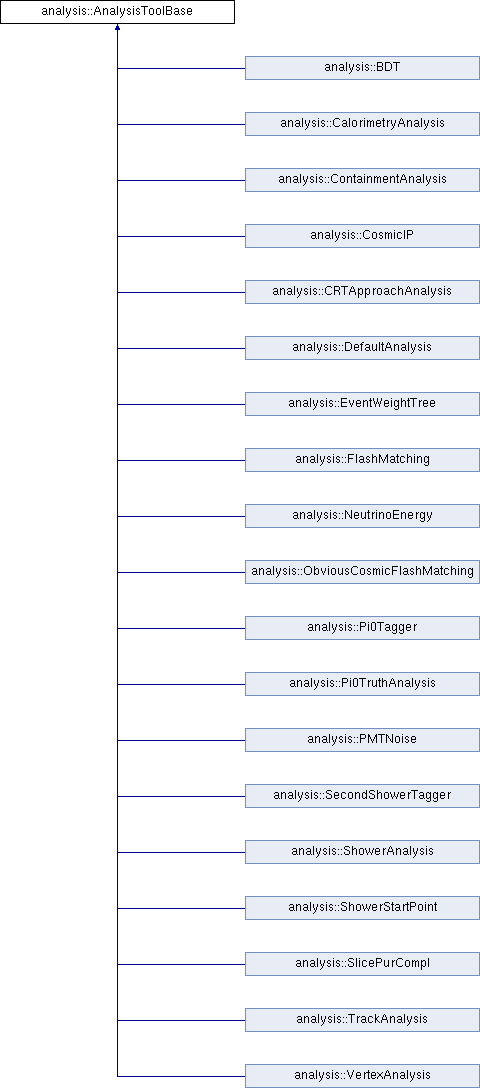 analysis::AnalysisToolBase
analysis::BDT
analysis::CalorimetryAnalysis
analysis::ContainmentAnalysis
analysis::CosmicIP
analysis::CRTApproachAnalysis
analysis::DefaultAnalysis
analysis::EventWeightTree
analysis::FlashMatching
analysis::NeutrinoEnergy
analysis::ObviousCosmicFlashMatching
analysis::Pi0Tagger
analysis::Pi0TruthAnalysis
analysis::PMTNoise
analysis::SecondShowerTagger
analysis::ShowerAnalysis
analysis::ShowerStartPoint
analysis::SlicePurCompl
analysis::TrackAnalysis
analysis::VertexAnalysis